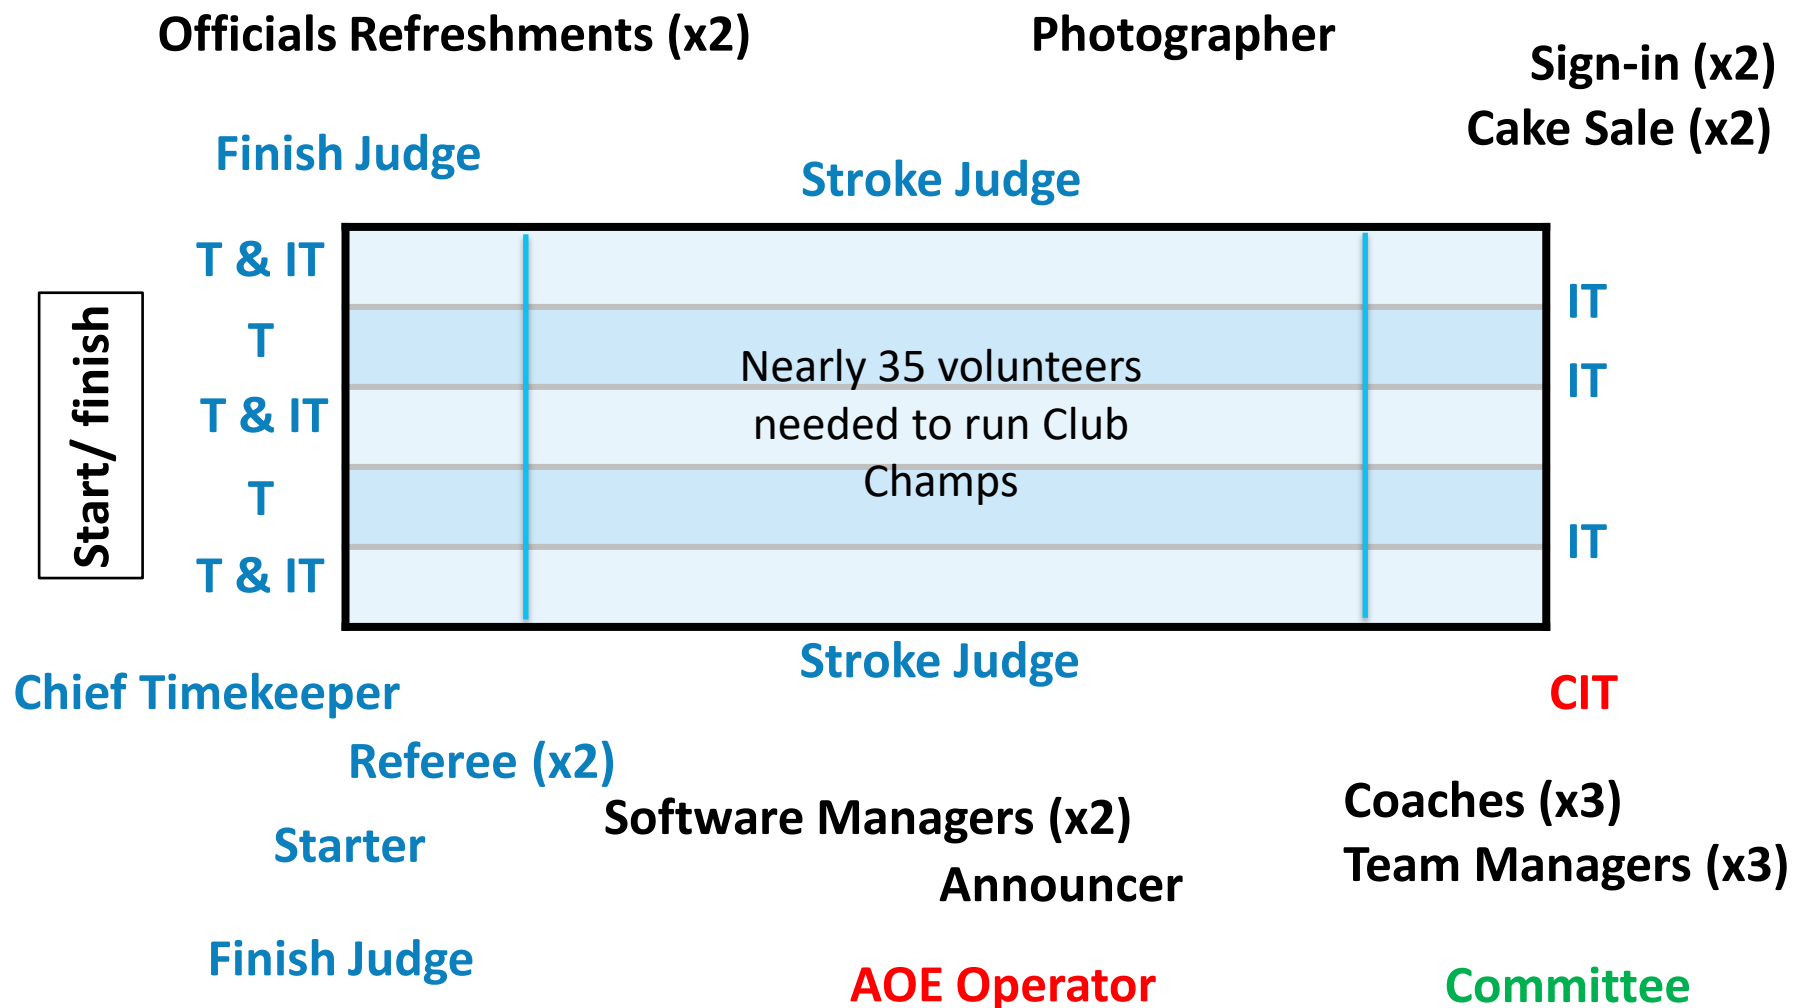 Officials Refreshments (x2)
Photographer
Sign-in (x2)
Cake Sale (x2)
Finish Judge
Stroke Judge
T & IT
IT
Start/ finish
T
IT
Nearly 35 volunteers
needed to run Club
Champs
T & IT
T
IT
T & IT
Stroke Judge
Chief Timekeeper
CIT
Referee (x2)
Software Managers (x2)
Coaches (x3)
Starter
Team Managers (x3)
Announcer
Finish Judge
AOE Operator
Committee